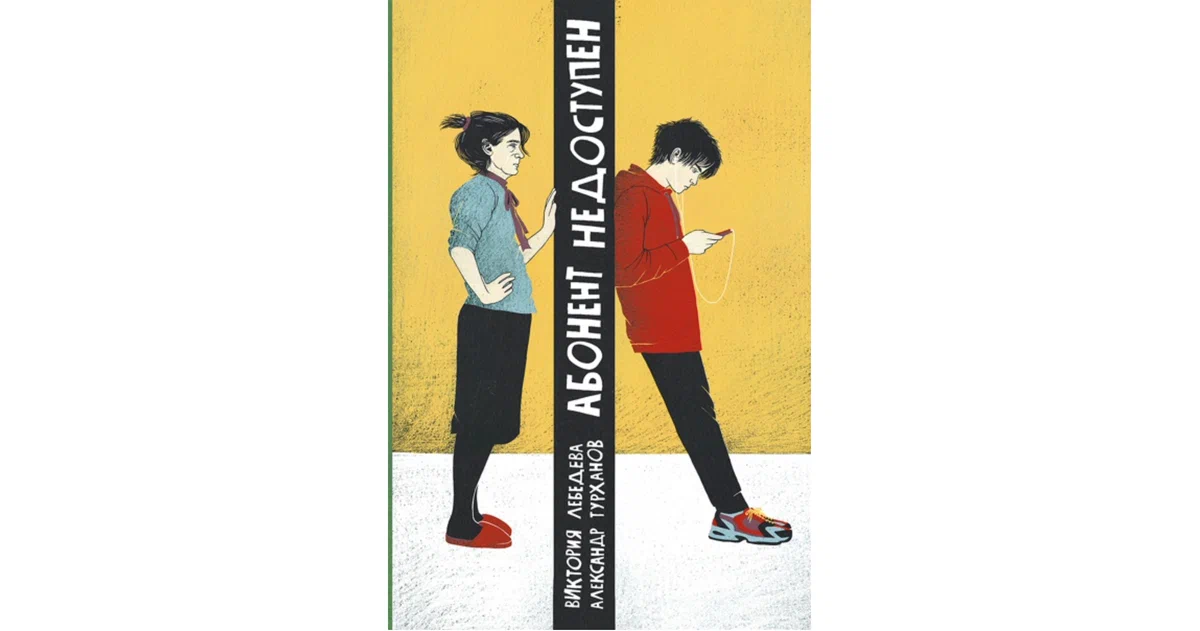 АБОНЕНТ НЕДОСТУПЕН
ВИКТОРИЯ ЛЕБЕДЕВА
АЛЕКСАНДР ТУРХАНОВ